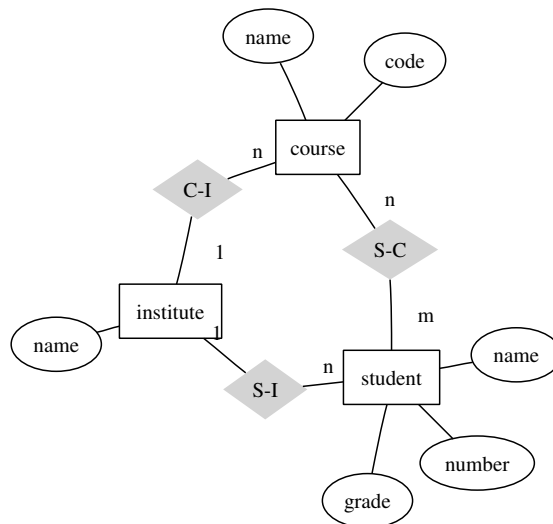 name
code
course
n
C-I
n
S-C
1
institute
1
m
name
name
n
student
S-I
number
grade